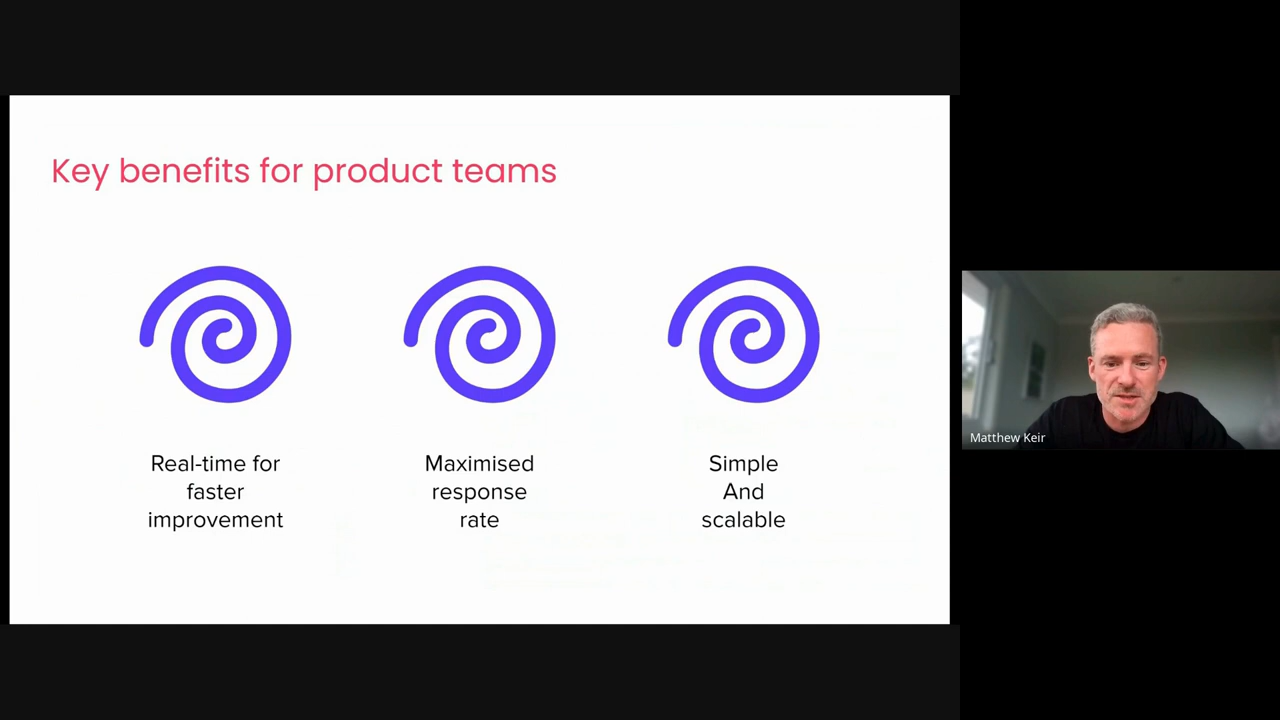 Key benefits for product teams
Real-time for
faster
improvement
Maximised
response
rate
Simple
And
scalable
Matthew Keir